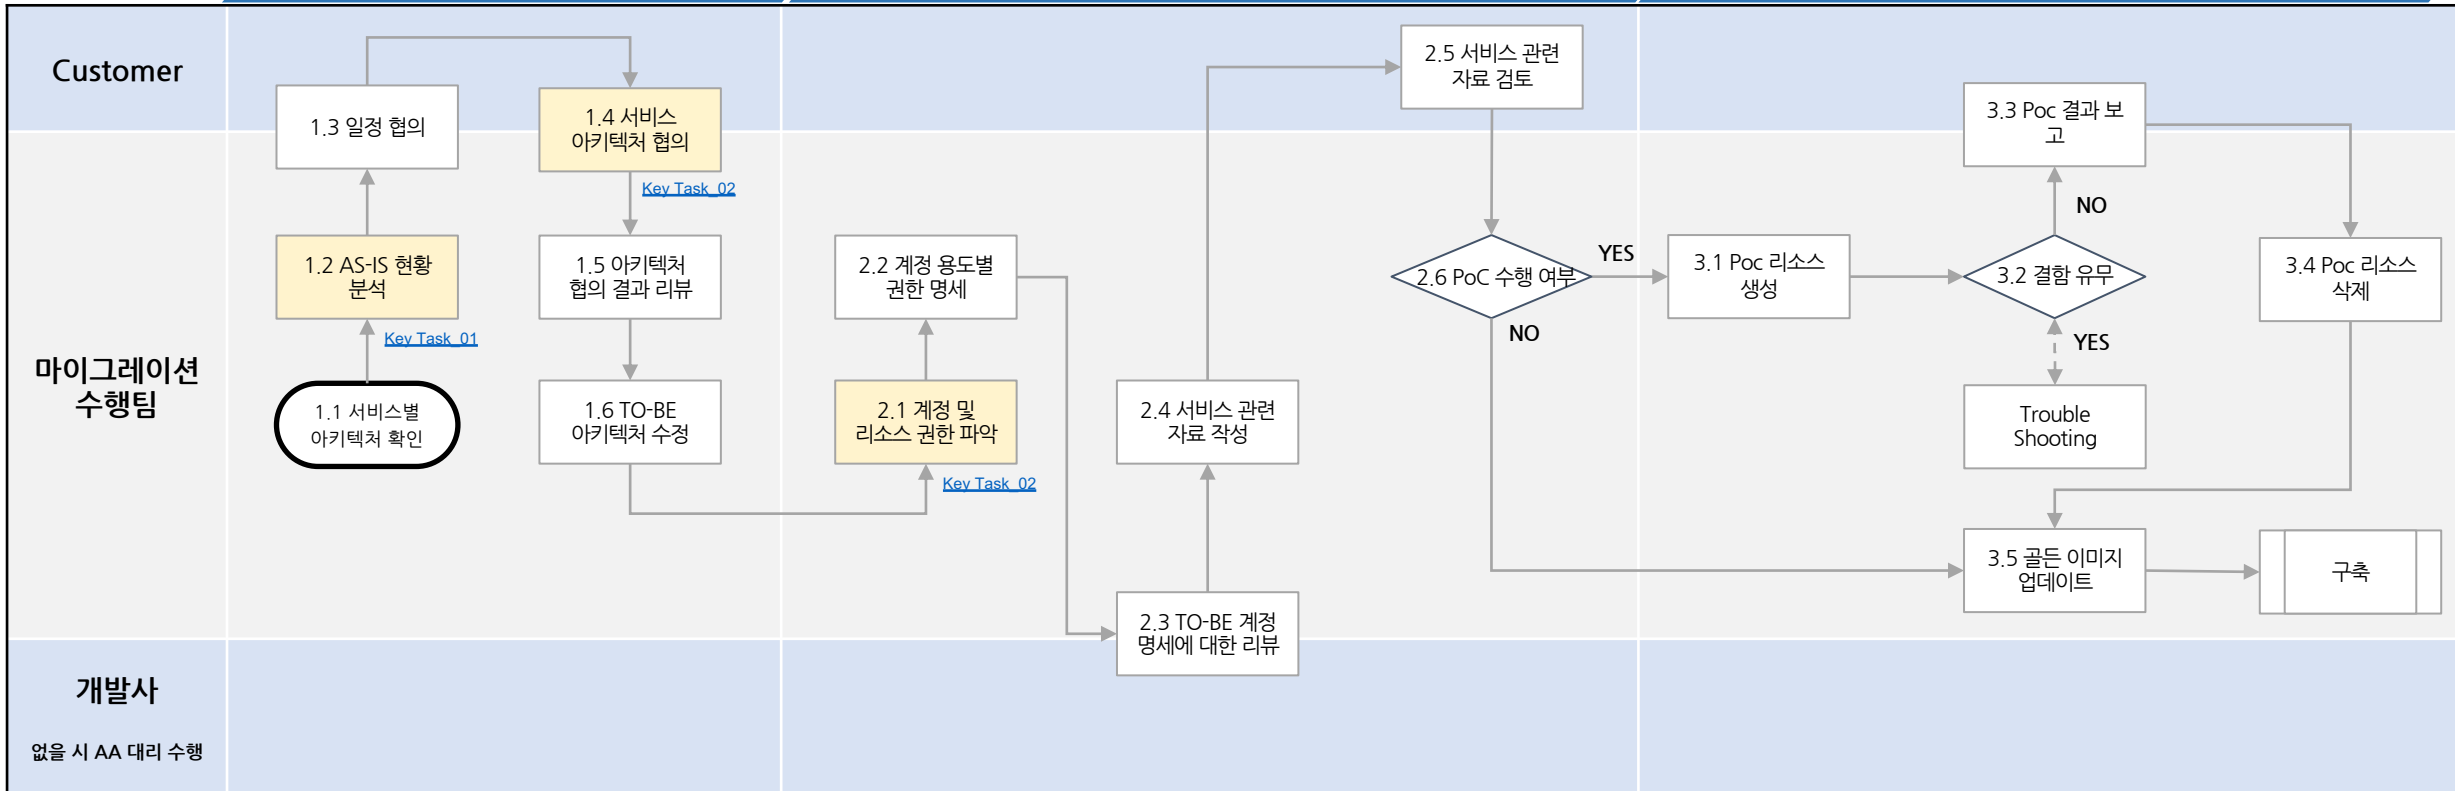 Customer
1.3 일정 협의
1.4 서비스
아키텍처 협의
Key Task_02
2.5 서비스 관련
자료 검토
3.3 Poc 결과 보
고
NO
마이그레이션
수행팀
1.2 AS-IS 현황
분석
Key Task_01
1.1 서비스별
아키텍처 확인
1.5 아키텍처
협의 결과 리뷰
1.6 TO-BE
아키텍처 수정
2.2 계정 용도별
권한 명세
2.1 계정 및
리소스 권한 파악
Key Task_02
2.4 서비스 관련
자료 작성
2.3 TO-BE 계정
명세에 대한 리뷰
2.6 PoC 수행 여부
YES
NO
3.1 Poc 리소스
생성
3.2 결함 유무
YES
Trouble
Shooting
3.4 Poc 리소스
삭제
3.5 골든 이미지
업데이트
구축
개발사
없을 시 AA 대리 수행